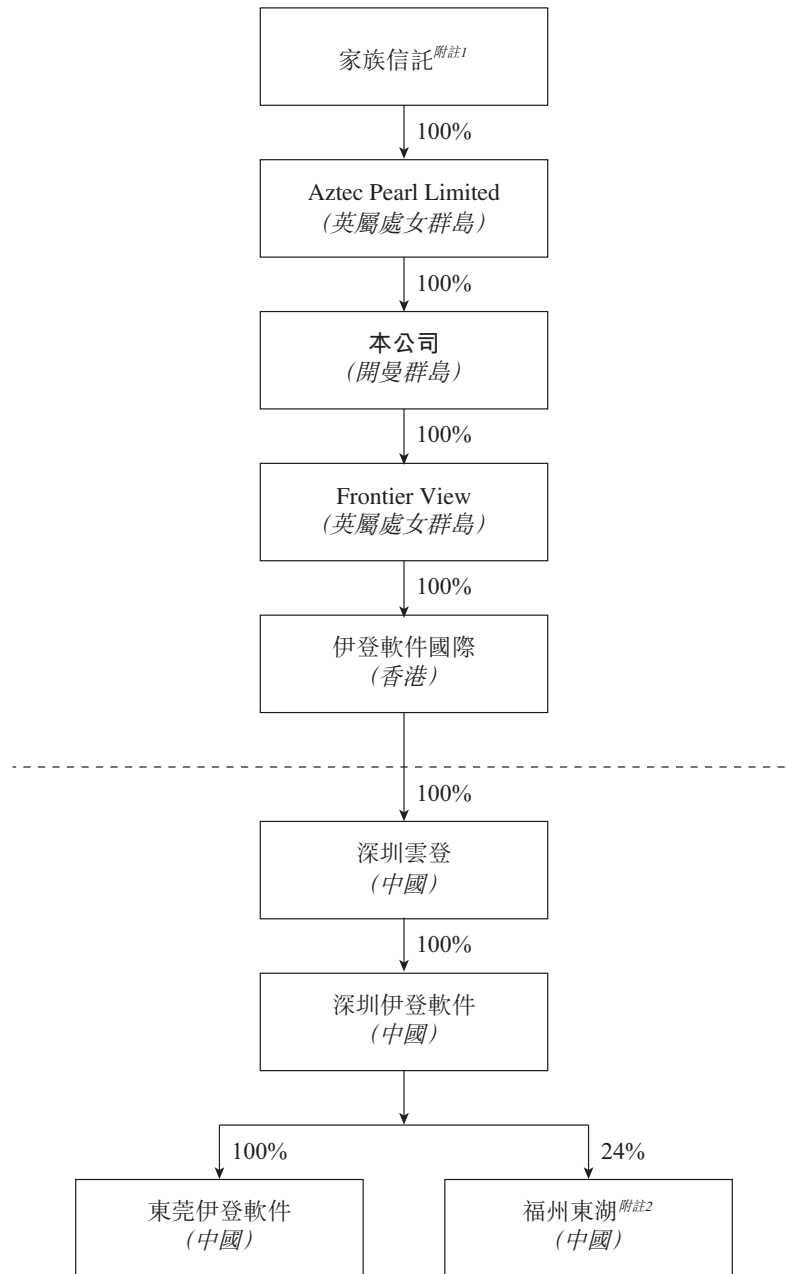 家族信託附註1
100%
Aztec Pearl Limited
（英屬處女群島）
100%
本公司
（開曼群島）
100%
Frontier View
（英屬處女群島）
100%
伊登軟件國際
（香港）
100%
深圳雲登
（中國）
100%
深圳伊登軟件
（中國）
100%
24%
東莞伊登軟件
（中國）
福州東湖附註2
（中國）